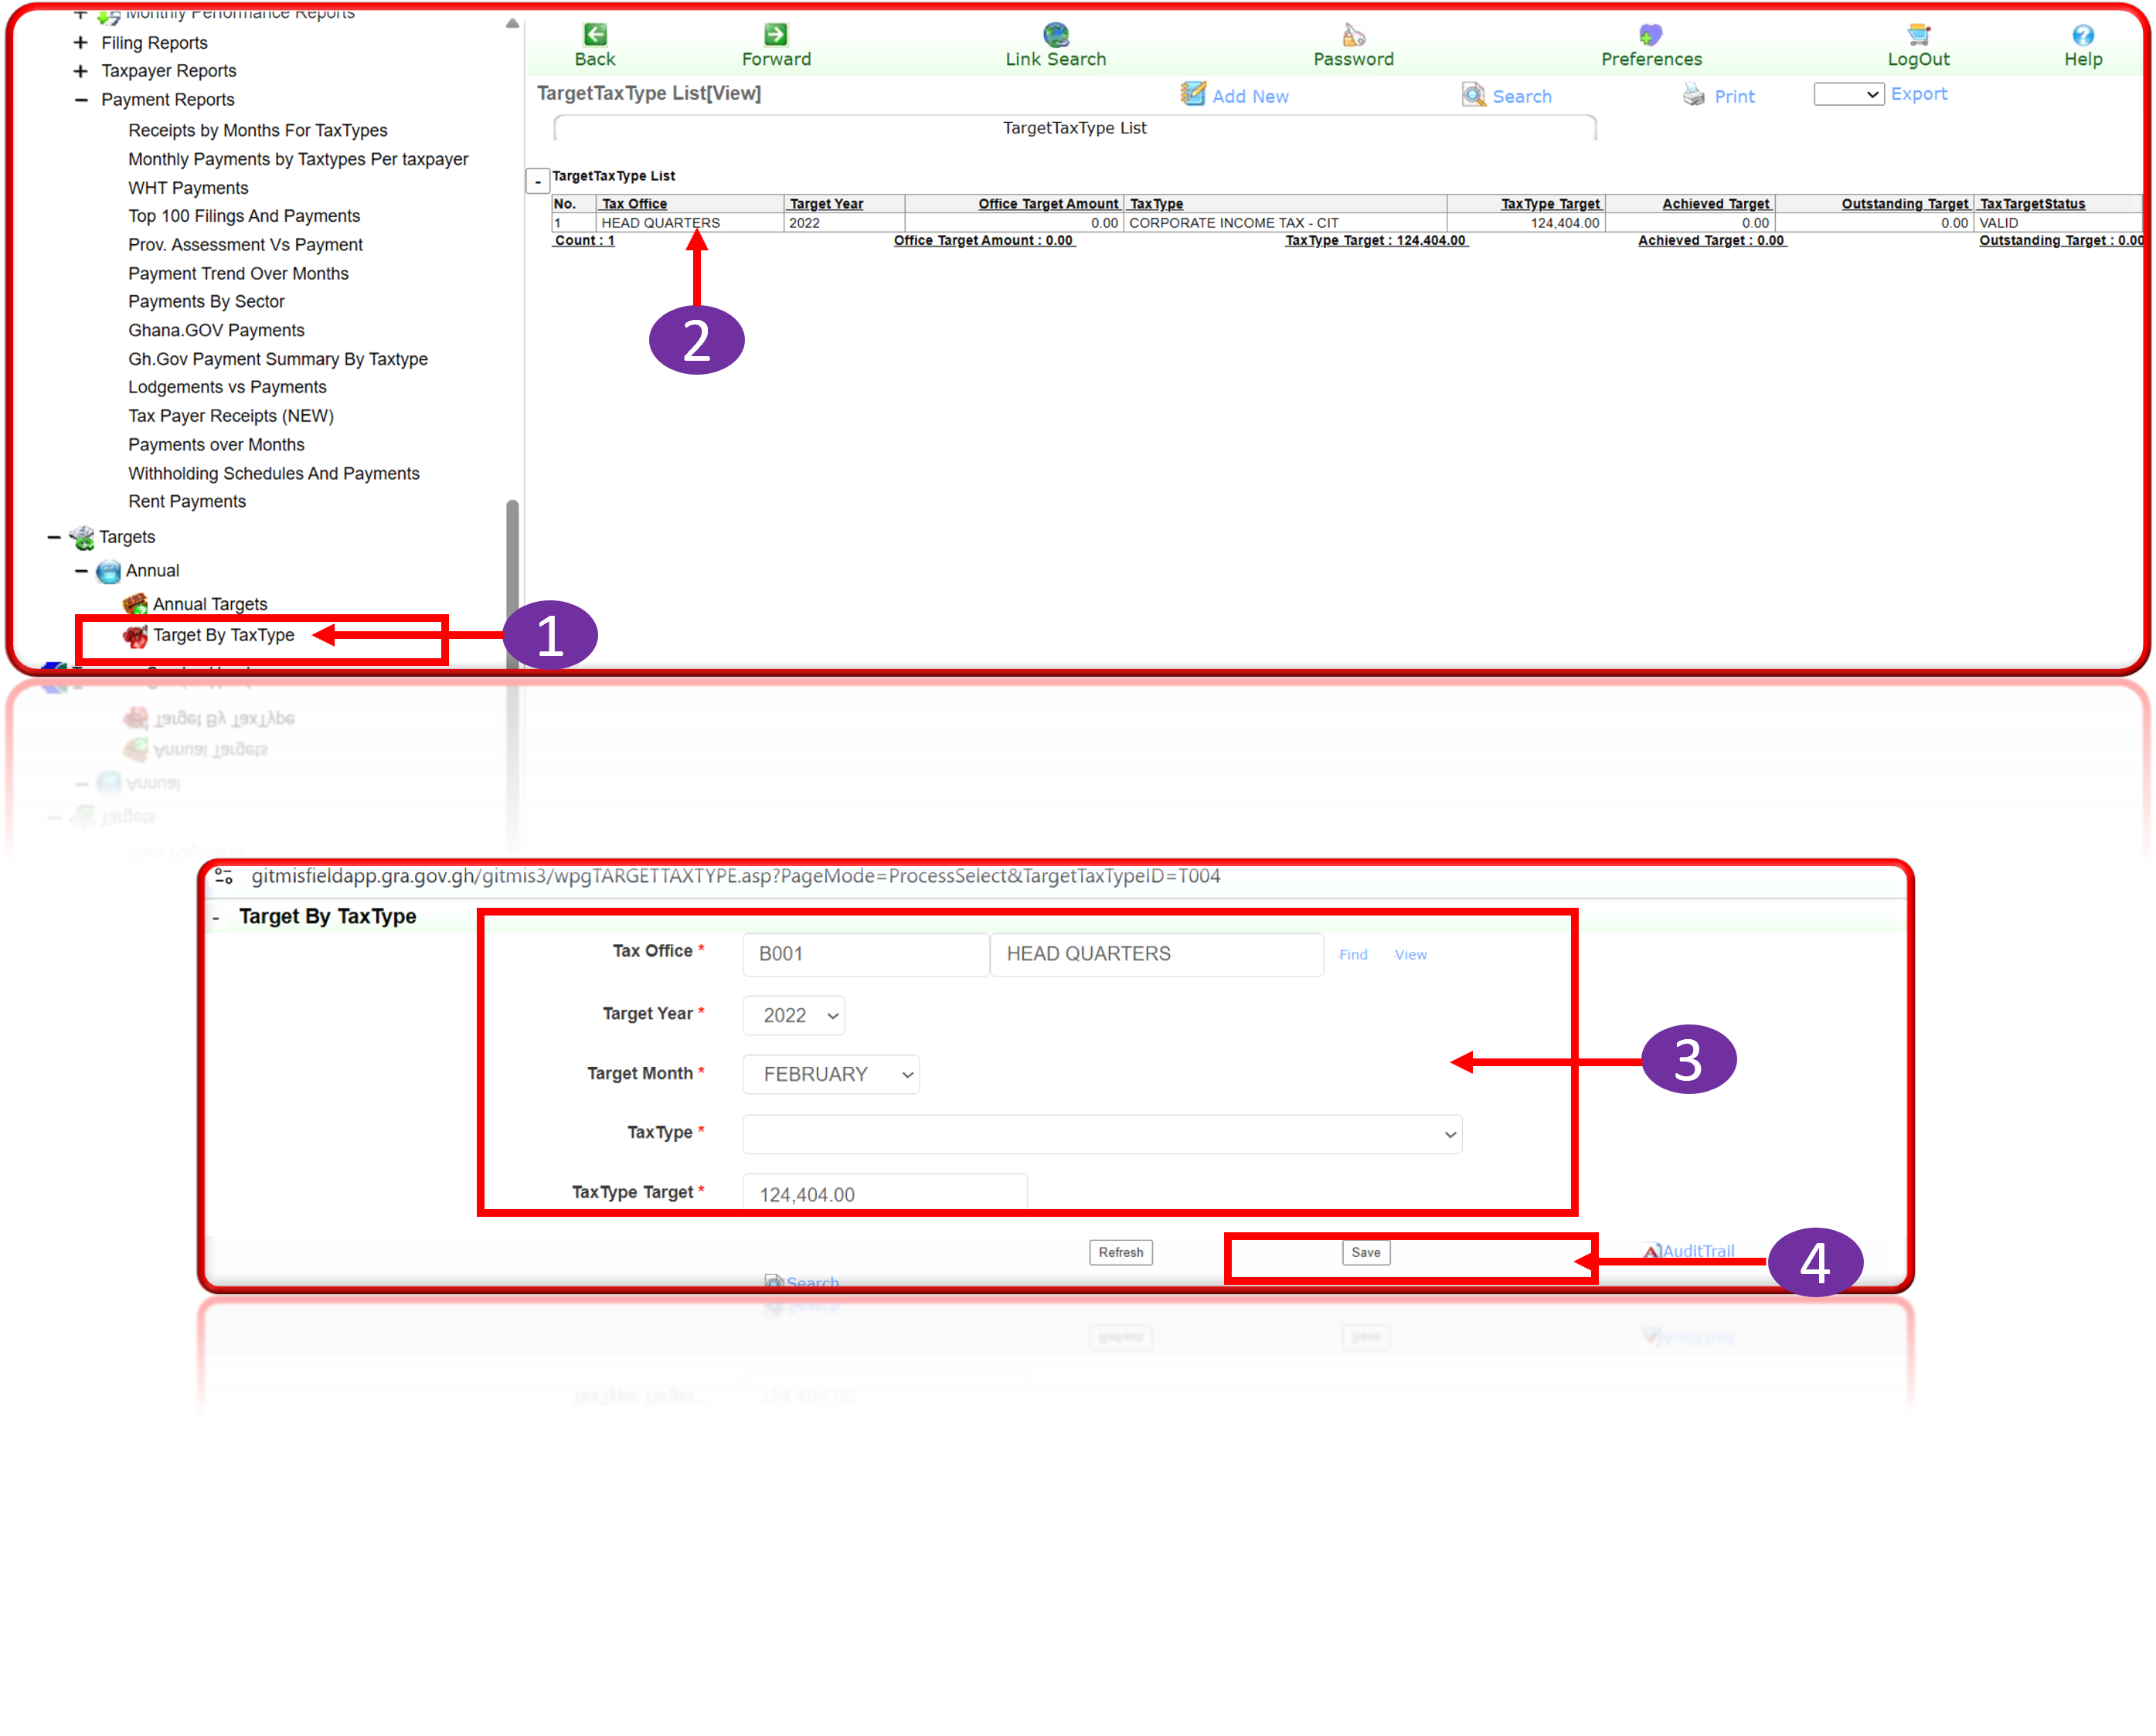 Monthly Performance Reports
Filing Reports
Taxpayer Reports
Payment Reports
Receipts by Months For TaxTypes
Monthly Payments by Taxtypes Per taxpayer
WHT Payments
Top 100 Filings And Payments
Prov. Assessment Vs Payment
Payment Trend Over Months
Payments By Sector
Ghana.GOV Payments
Gh.Gov Payment Summary By Taxtype
Lodgements vs Payments
Tax Payer Receipts (NEW)
Payments over Months
Withholding Schedules And Payments
Rent Payments
Targets
Annual
Annual Targets
Target By TaxType
1
Back Forward Link Search Password Preferences LogOut Help
TargetTaxType List[View] Add New Search Print Export
TargetTaxType List
- TargetTaxType List
No. Tax Office Target Year Office Target Amount TaxType TaxType Target Achieved Target Outstanding Target TaxTargetStatus
1 HEAD QUARTERS 2022 0.00 CORPORATE INCOME TAX - CIT 124,404.00 0.00 0.00 VALID
Count : 1 Office Target Amount : 0.00 TaxType Target : 124,404.00 Achieved Target : 0.00 Outstanding Target : 0.00
2
gitmisfieldapp.gra.gov.gh/gitmis3/wpgTARGETTAXTYPE.asp?PageMode=ProcessSelect&TargetTaxTypeID=T004
- Target By TaxType
Tax Office * B001 HEAD QUARTERS Find View
Target Year * 2022
Target Month * FEBRUARY
3
TaxType *
TaxType Target * 124,404.00
Refresh Save AuditTrail
4
Search